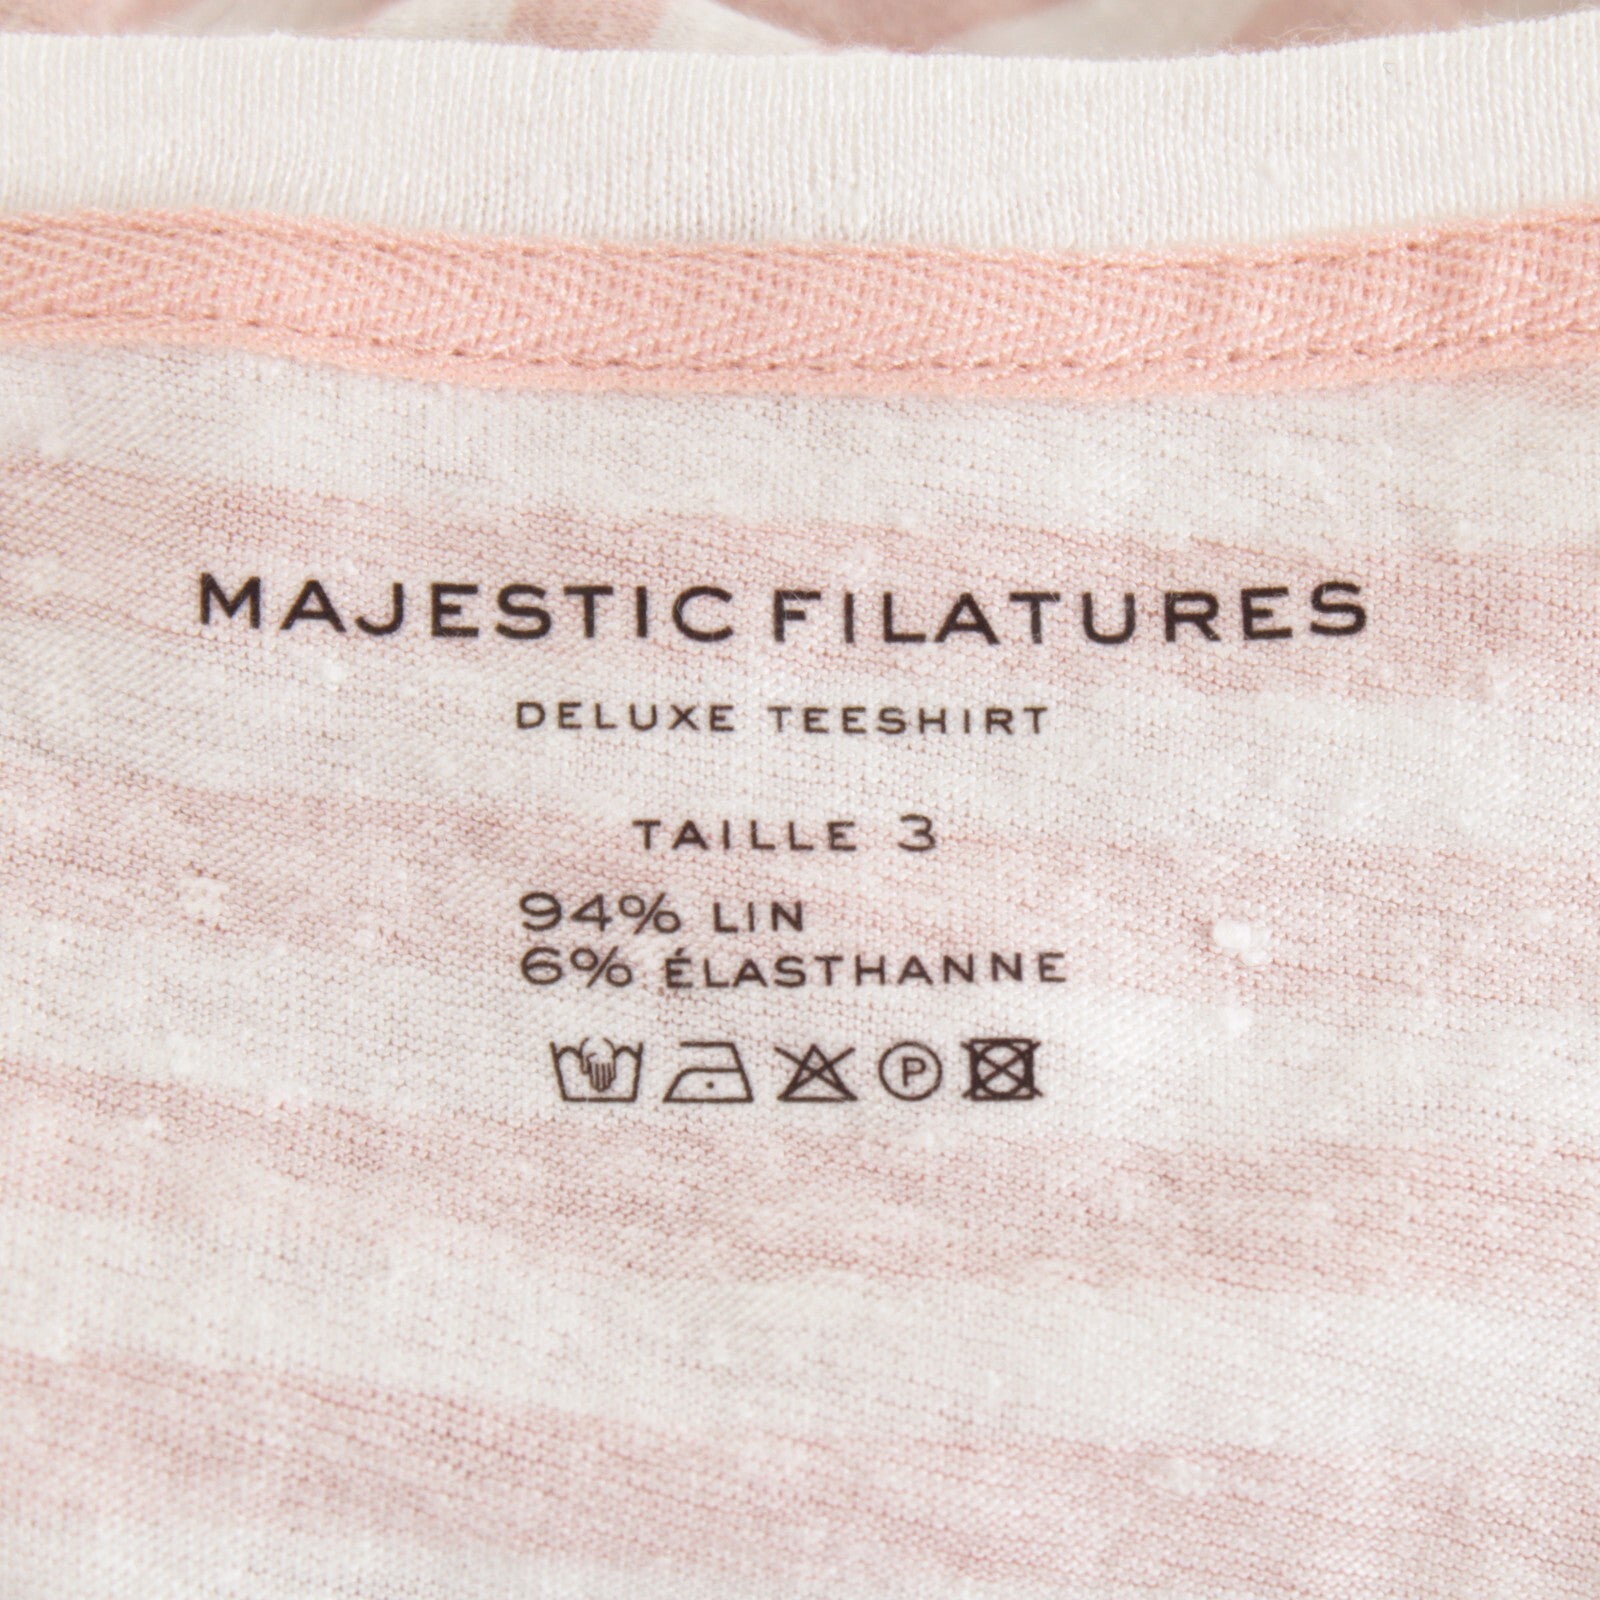 MAJESTIC FILATURES
DELUXE TEESHIRT
TAILLE 3
94% LIN
6% ÉLASTHANNE
P